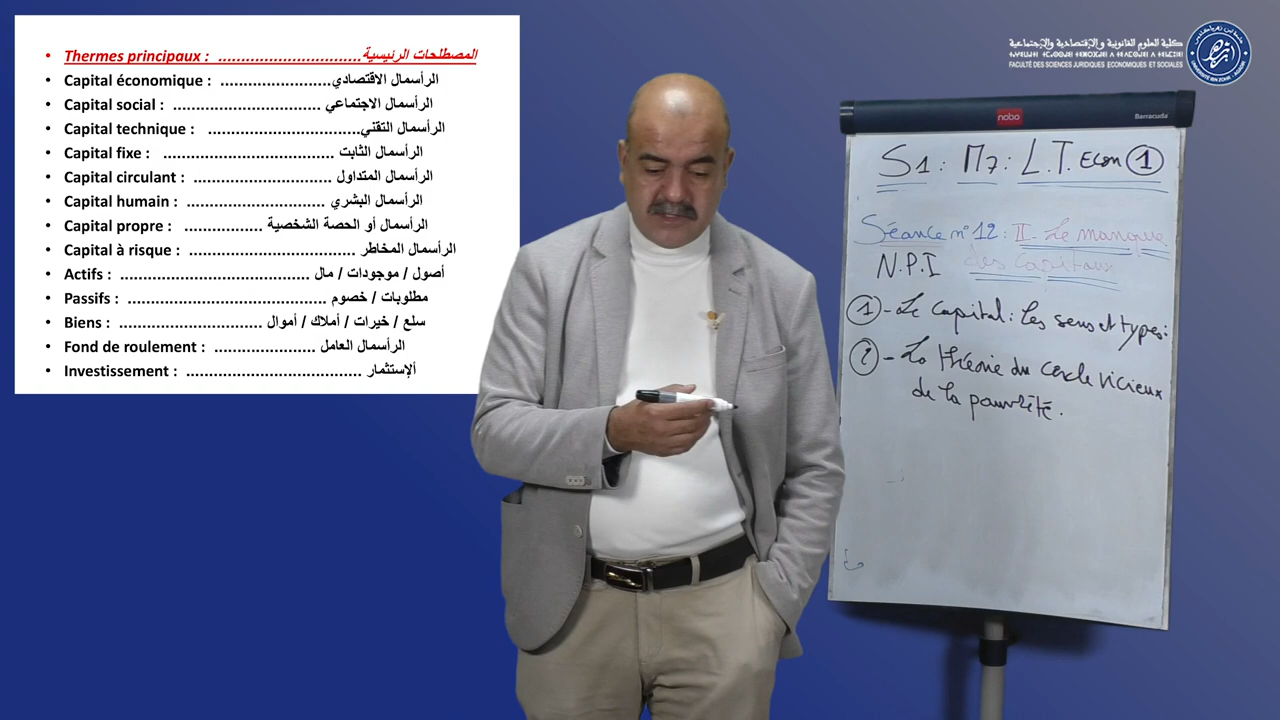 Thermes principaux : ................................المصطلحات الرئيسية
Capital économique : ........................الرأسمال الاقتصادي
Capital social : ................................ الرأسمال الاجتماعي
Capital technique : .................................الرأسمال التقني
Capital fixe : ..................................... الرأسمال الثابت
Capital circulant : .............................. الرأسمال المتداول
Capital humain : .............................. الرأسمال البشري
Capital propre : ................. الرأسمال أو الحصة الشخصية
Capital à risque : .................................... الرأسمال المخاطر
Actifs : ......................................... أصول / موجودات / مال
Passifs : ........................................... مطلوبات / خصوم
Biens : ............................... سلع / خيرات / أملاك / أموال
Fond de roulement : ...................... الرأسمال العامل
Investissement : ...................................... ألإستثمار
كلية العلوم القانونية والاقتصادية والاجتماعية
FACULTÉ DES SCIENCES JURIDIQUES ECONOMIQUES ET SOCIALES
nobo
Barracuda
S1 : M7 : L.T. Econ 1
Séance n° 12 : II - Le manque
N.P.I des Capitaux
1 - Le capital : les sens et types :
2 - La théorie du cercle vicieux
de la pauvreté.